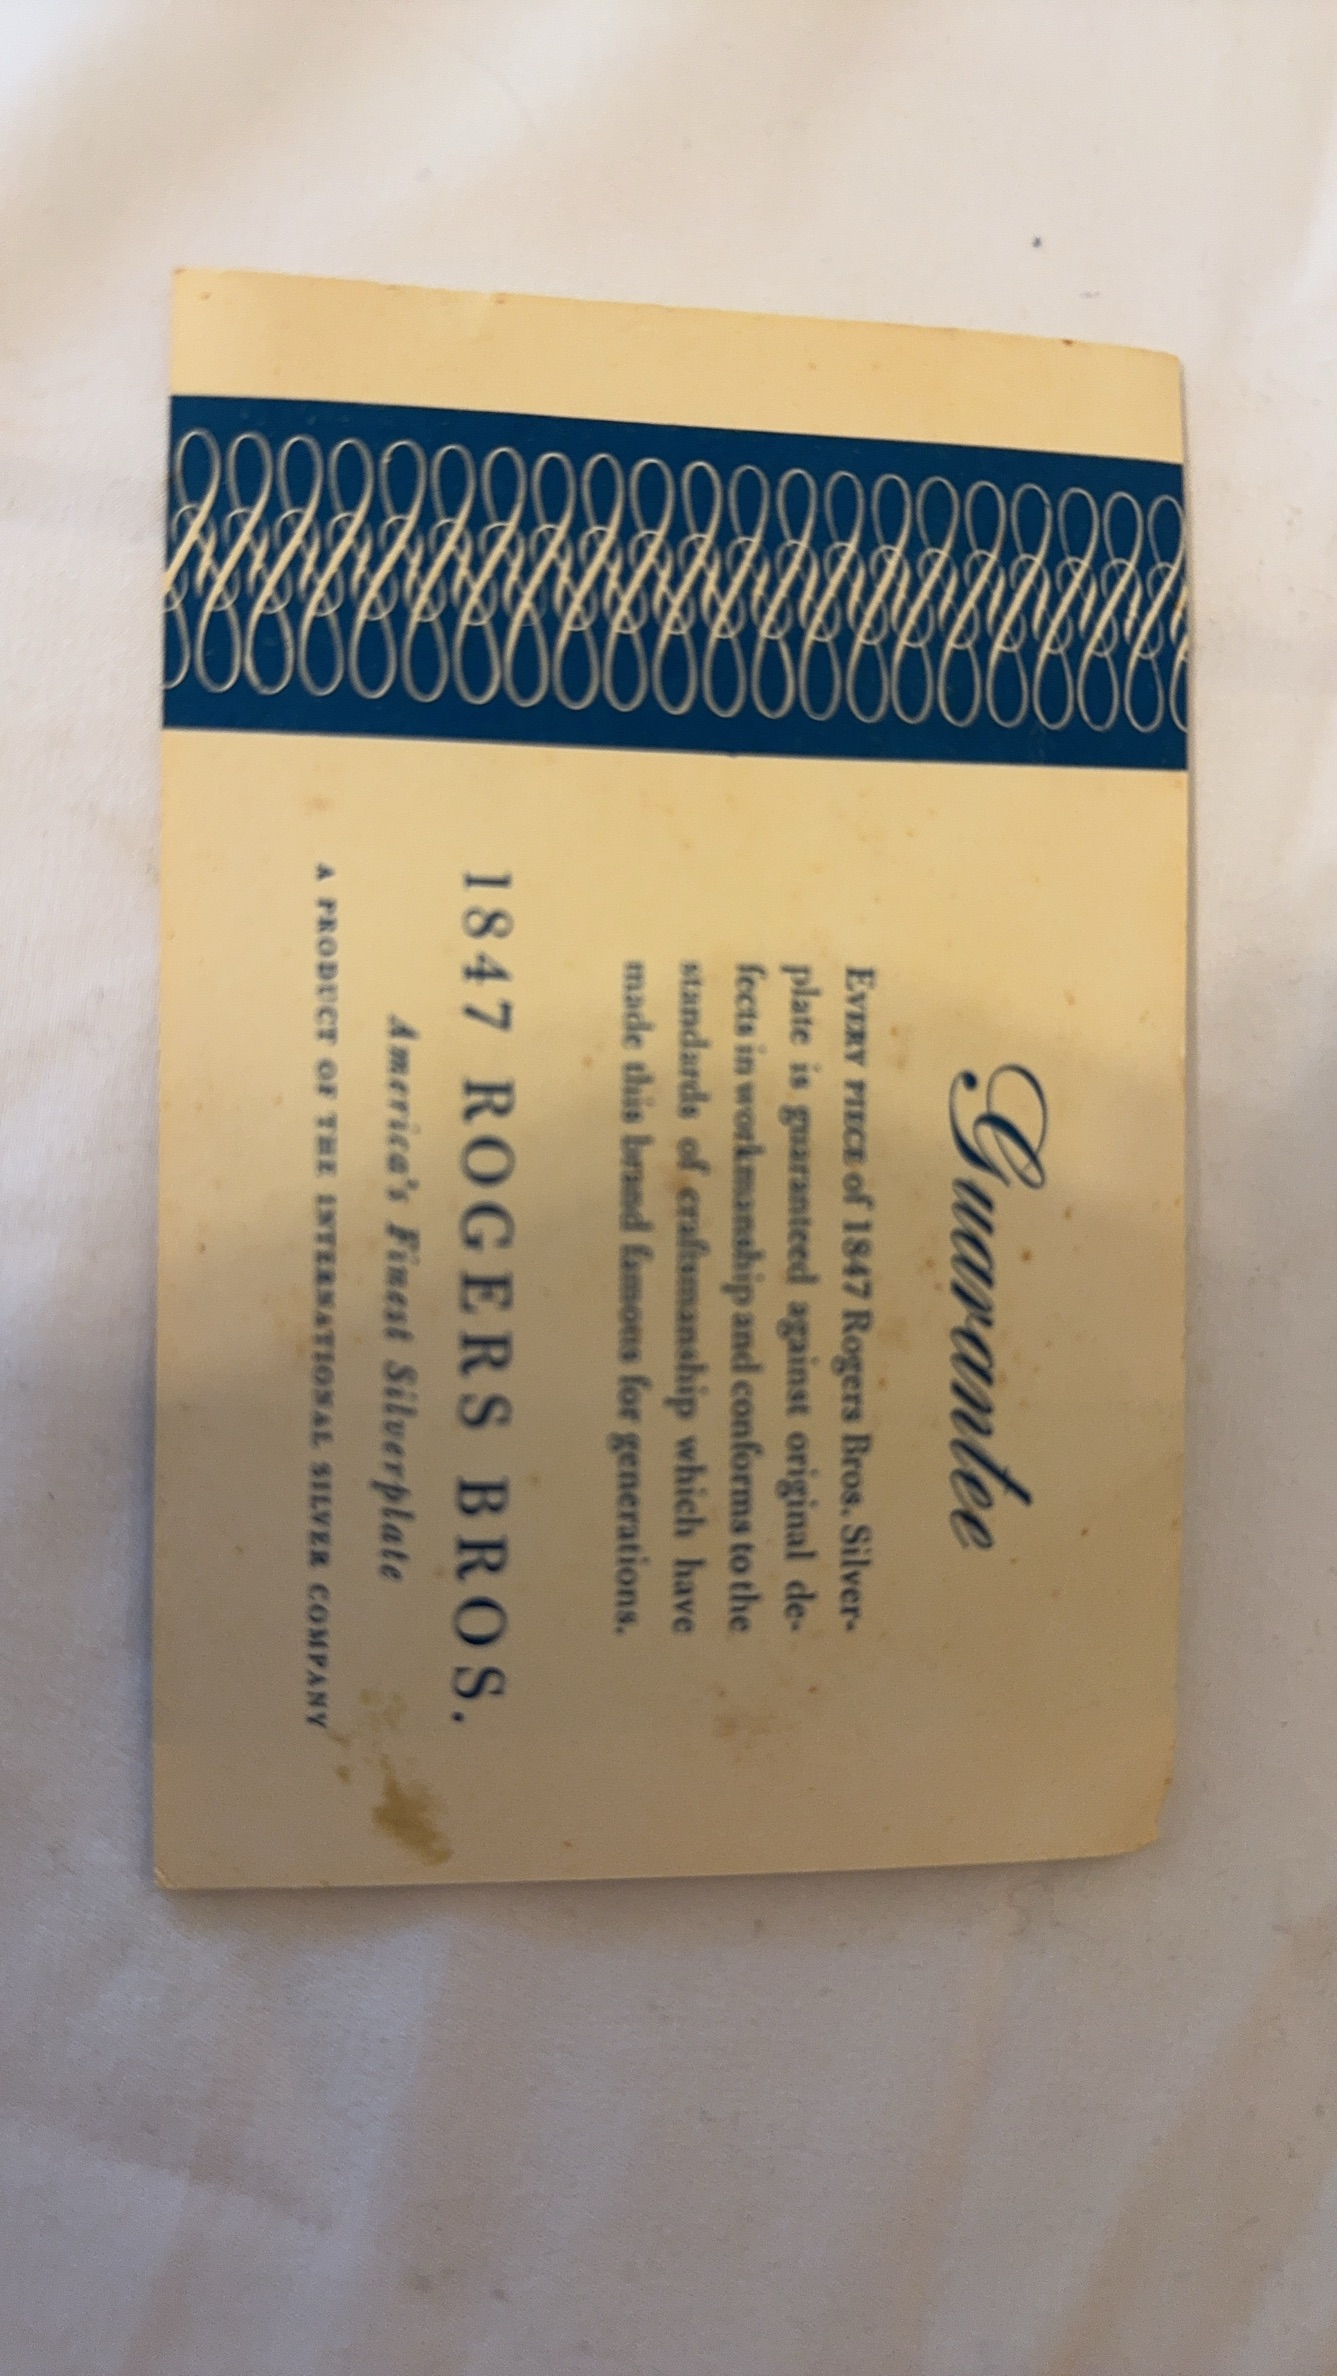 Guarantee
EVERY PIECE of 1847 Rogers Bros. Silver-
plate is guaranteed against original de-
fects in workmanship and conforms to the
standards of craftsmanship which have
made this brand famous for generations.
1847 ROGERS BROS.
America's Finest Silverplate
A PRODUCT OF THE INTERNATIONAL SILVER COMPANY